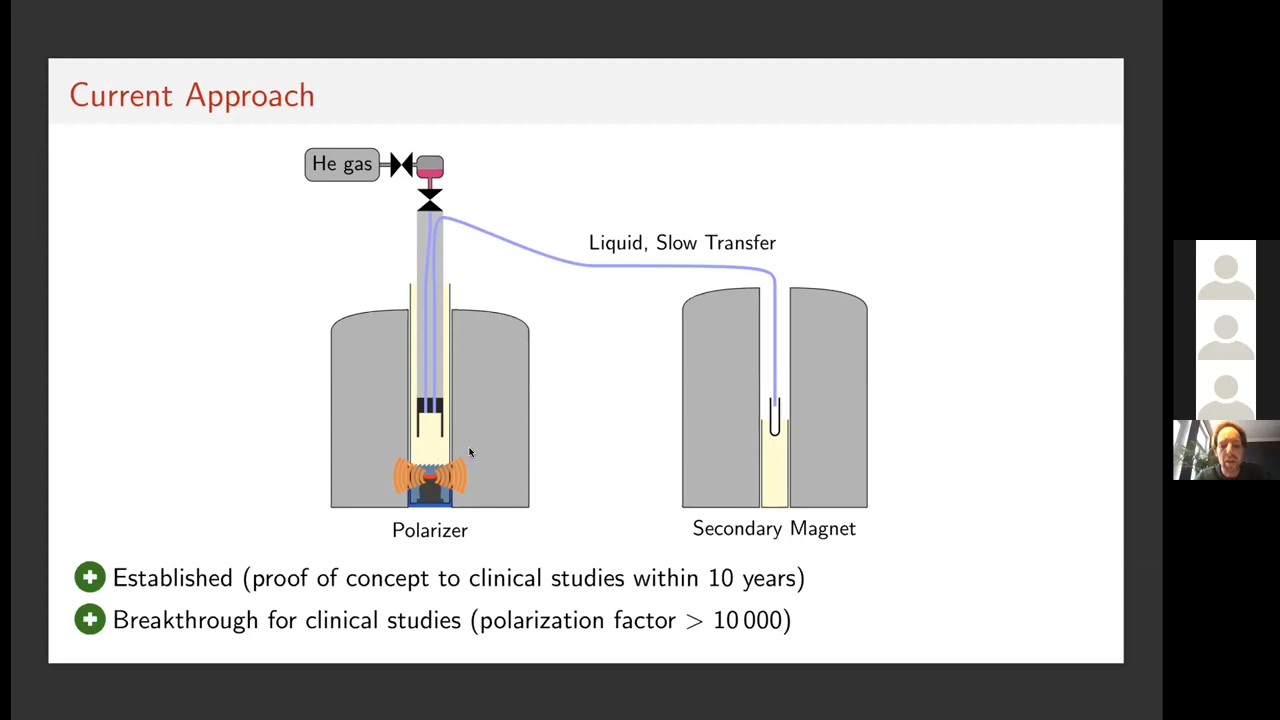 Current Approach
He gas
Liquid, Slow Transfer
Polarizer
Secondary Magnet
Established (proof of concept to clinical studies within 10 years)
Breakthrough for clinical studies (polarization factor > 10 000)